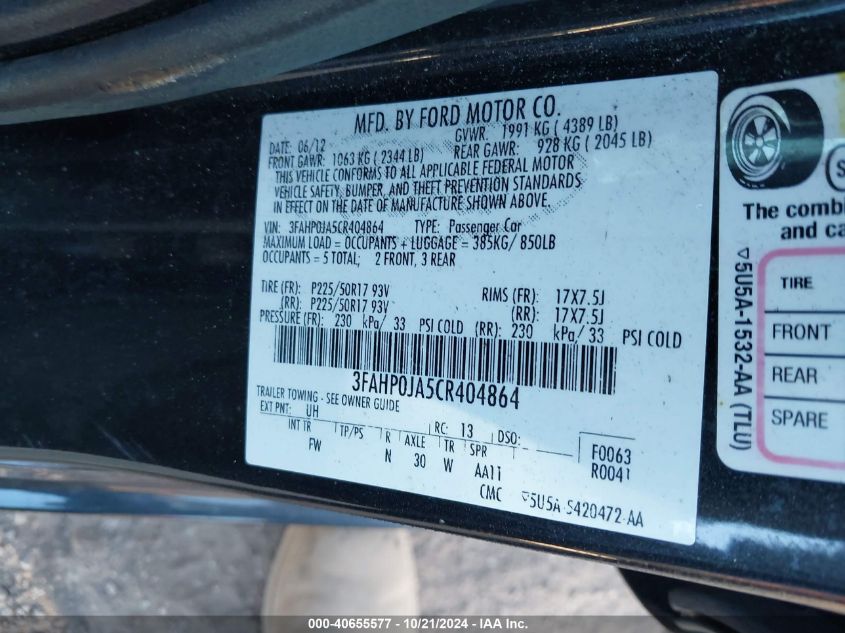 MFD. BY FORD MOTOR CO.
DATE: 06/12
GVWR: 1991 KG ( 4389 LB)
FRONT GAWR: 1063 KG ( 2344 LB)
REAR GAWR: 928 KG ( 2045 LB)
THIS VEHICLE CONFORMS TO ALL APPLICABLE FEDERAL MOTOR
VEHICLE SAFETY, BUMPER, AND THEFT PREVENTION STANDARDS
IN EFFECT ON THE DATE OF MANUFACTURE SHOWN ABOVE.
VIN: 3FAHP0JA5CR404864 TYPE: Passenger Car
MAXIMUM LOAD = OCCUPANTS + LUGGAGE = 385KG/ 850LB
OCCUPANTS = 5 TOTAL; 2 FRONT, 3 REAR
TIRE (FR): P225/50R17 93V RIMS (FR): 17X7.5J
(RR): P225/50R17 93V (RR): 17X7.5J
PRESSURE (FR): 230 kPa/ 33 PSI COLD (RR): 230 kPa/ 33 PSI COLD
3FAHP0JA5CR404864
TRAILER TOWING - SEE OWNER GUIDE
EXT PNT: UH RC: 13 DSO:
INT TR TP/PS R AXLE TR SPR F0063
FW N 30 W AA11 R0041
CMC ▽5U5A-S420472-AA
The combi
and ca
▽5U5A-1532-AA (TLU)
TIRE
FRONT
REAR
SPARE
000-40655577 - 10/21/2024 - IAA Inc.